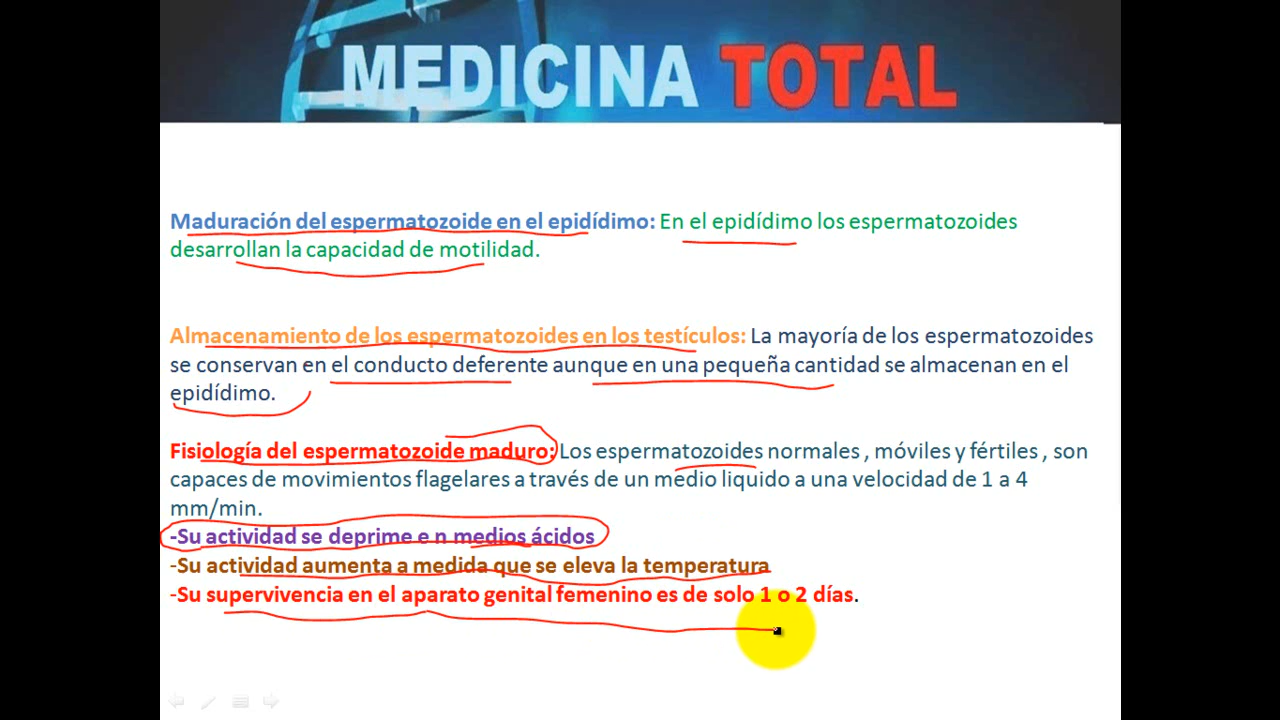 MEDICINA TOTAL
Maduración del espermatozoide en el epidídimo: En el epidídimo los espermatozoides
desarrollan la capacidad de motilidad.
Almacenamiento de los espermatozoides en los testículos: La mayoría de los espermatozoides
se conservan en el conducto deferente aunque en una pequeña cantidad se almacenan en el
epidídimo.
Fisiología del espermatozoide maduro: Los espermatozoides normales , móviles y fértiles , son
capaces de movimientos flagelares a través de un medio liquido a una velocidad de 1 a 4
mm/min.
-Su actividad se deprime e n medios ácidos
-Su actividad aumenta a medida que se eleva la temperatura
-Su supervivencia en el aparato genital femenino es de solo 1 o 2 días.